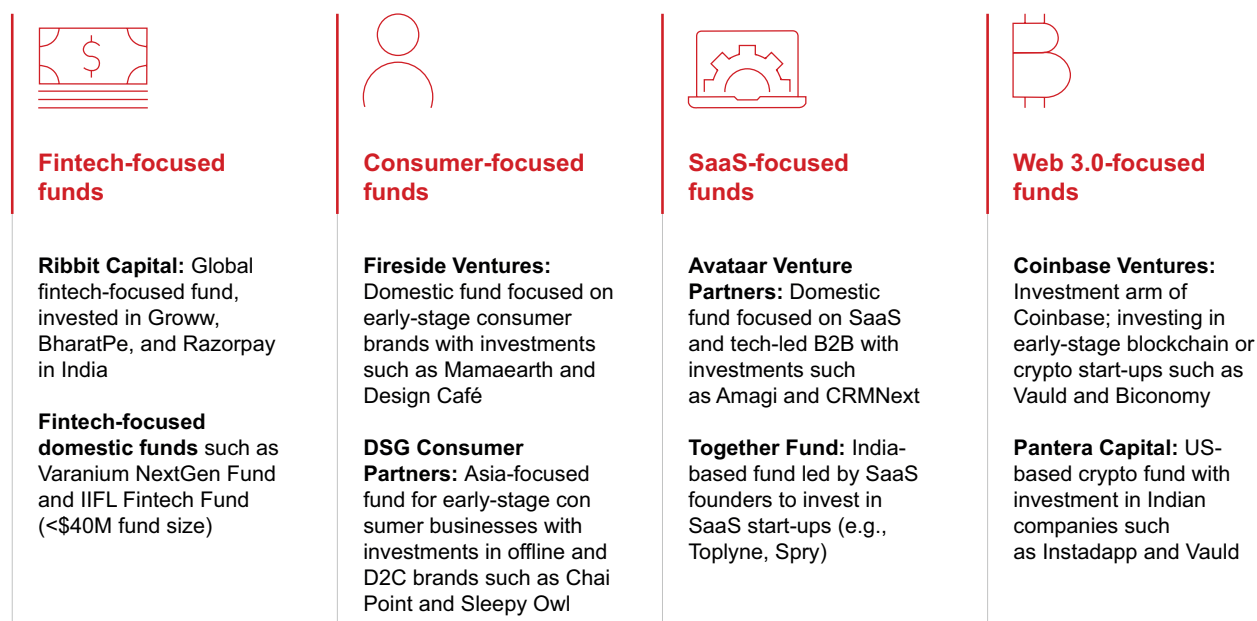 $
Fintech-focused
funds
Ribbit Capital: Global
fintech-focused fund,
invested in Groww,
BharatPe, and Razorpay
in India
Fintech-focused
domestic funds such as
Varanium NextGen Fund
and IIFL Fintech Fund
(<$40M fund size)
Consumer-focused
funds
Fireside Ventures:
Domestic fund focused on
early-stage consumer
brands with investments
such as Mamaearth and
Design Café
DSG Consumer
Partners: Asia-focused
fund for early-stage con
sumer businesses with
investments in offline and
D2C brands such as Chai
Point and Sleepy Owl
SaaS-focused
funds
Avataar Venture
Partners: Domestic
fund focused on SaaS
and tech-led B2B with
investments such
as Amagi and CRMNext
Together Fund: India-
based fund led by SaaS
founders to invest in
SaaS start-ups (e.g.,
Toplyne, Spry)
Web 3.0-focused
funds
Coinbase Ventures:
Investment arm of
Coinbase; investing in
early-stage blockchain or
crypto start-ups such as
Vauld and Biconomy
Pantera Capital: US-
based crypto fund with
investment in Indian
companies such
as Instadapp and Vauld